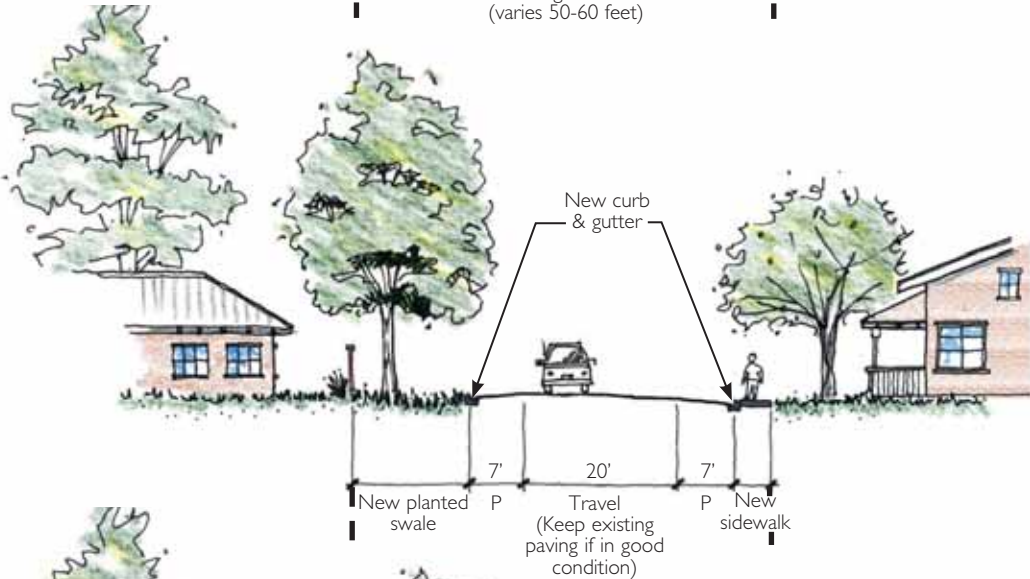 (varies 50-60 feet)
New curb
& gutter
7'
20'
7'
New planted
swale
P
Travel
(Keep existing
paving if in good
condition)
P
New
sidewalk